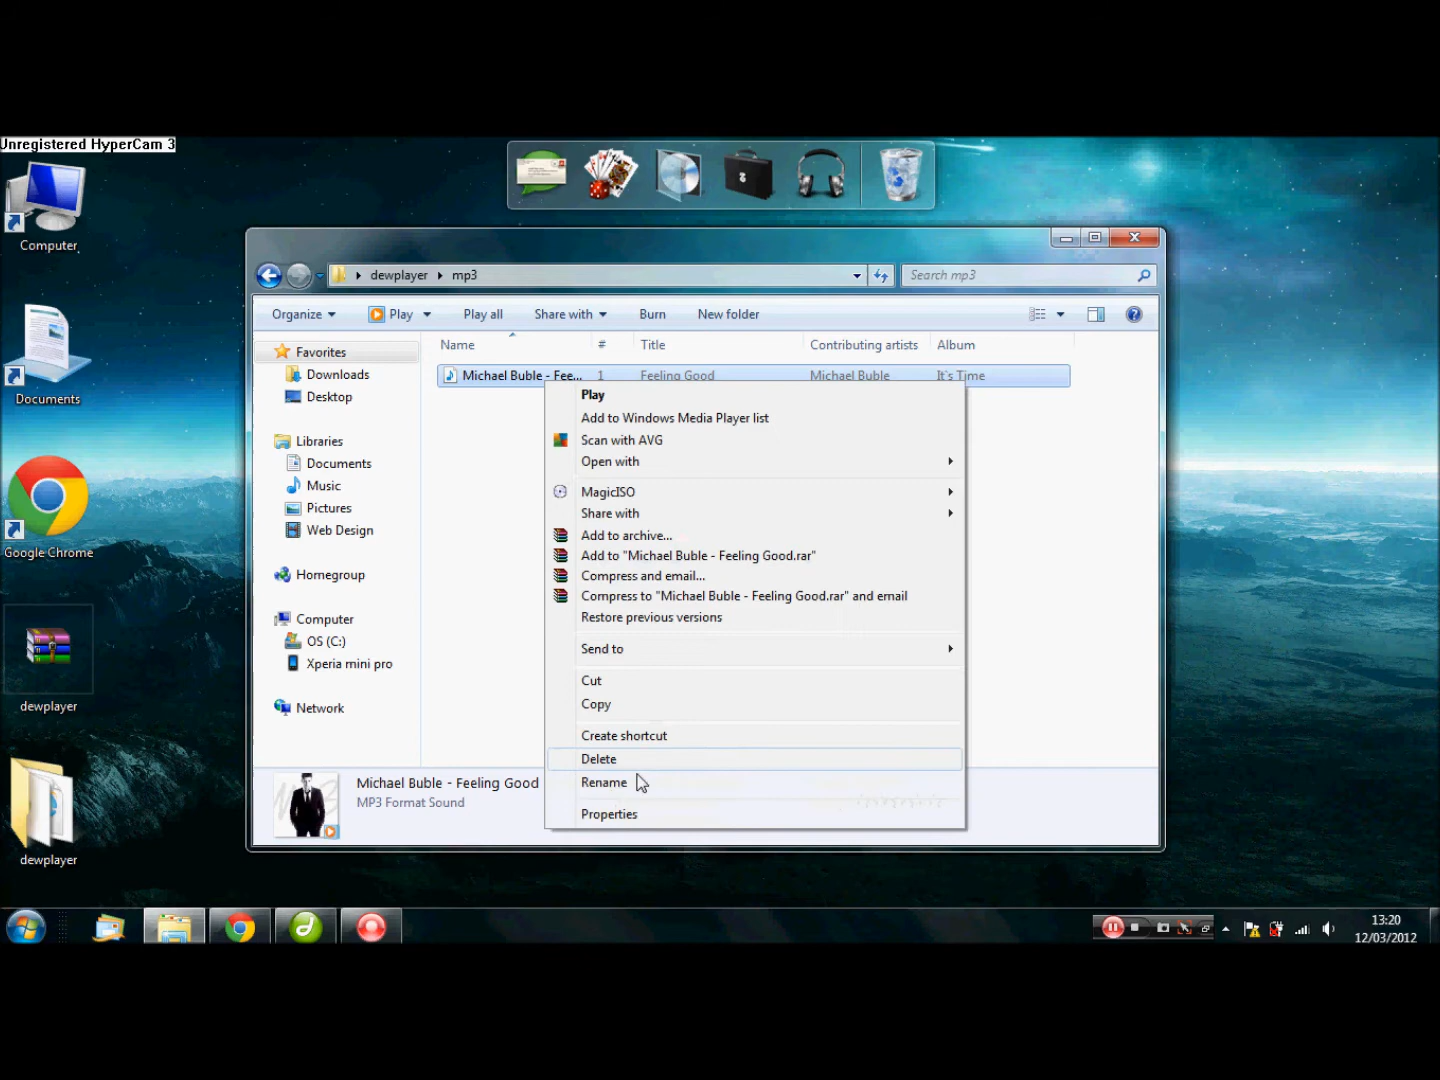 Unregistered HyperCam 3
Computer
Documents
Google Chrome
dewplayer
dewplayer
dewplayer mp3
Search mp3
Organize Play Play all Share with Burn New folder
Name # Title Contributing artists Album
Michael Buble - Fee... 1 Feeling Good Michael Buble It`s Time
Favorites
Downloads
Desktop
Libraries
Documents
Music
Pictures
Web Design
Homegroup
Computer
OS (C:)
Xperia mini pro
Network
Play
Add to Windows Media Player list
Scan with AVG
Open with
MagicISO
Share with
Add to archive...
Add to "Michael Buble - Feeling Good.rar"
Compress and email...
Compress to "Michael Buble - Feeling Good.rar" and email
Restore previous versions
Send to
Cut
Copy
Create shortcut
Delete
Rename
Properties
Michael Buble - Feeling Good
MP3 Format Sound
13:20
12/03/2012